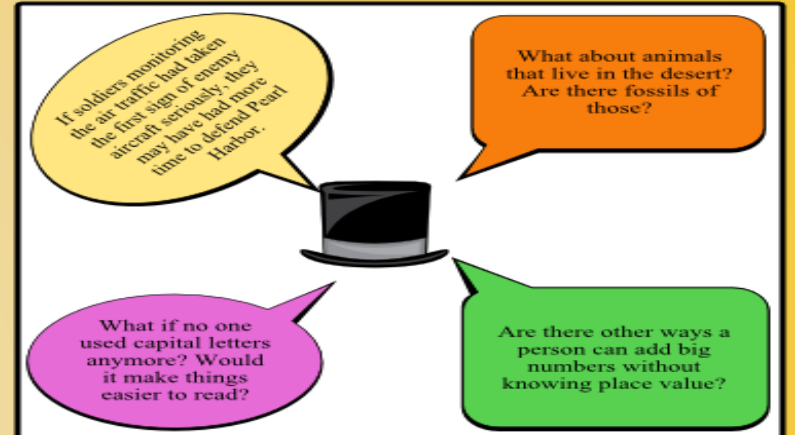 If soldiers monitoring
the air traffic had taken
the first sign of enemy
aircraft seriously, they
may have had more
time to defend Pearl
Harbor.
What about animals
that live in the desert?
Are there fossils of
those?
What if no one
used capital letters
anymore? Would
it make things
easier to read?
Are there other ways a
person can add big
numbers without
knowing place value?